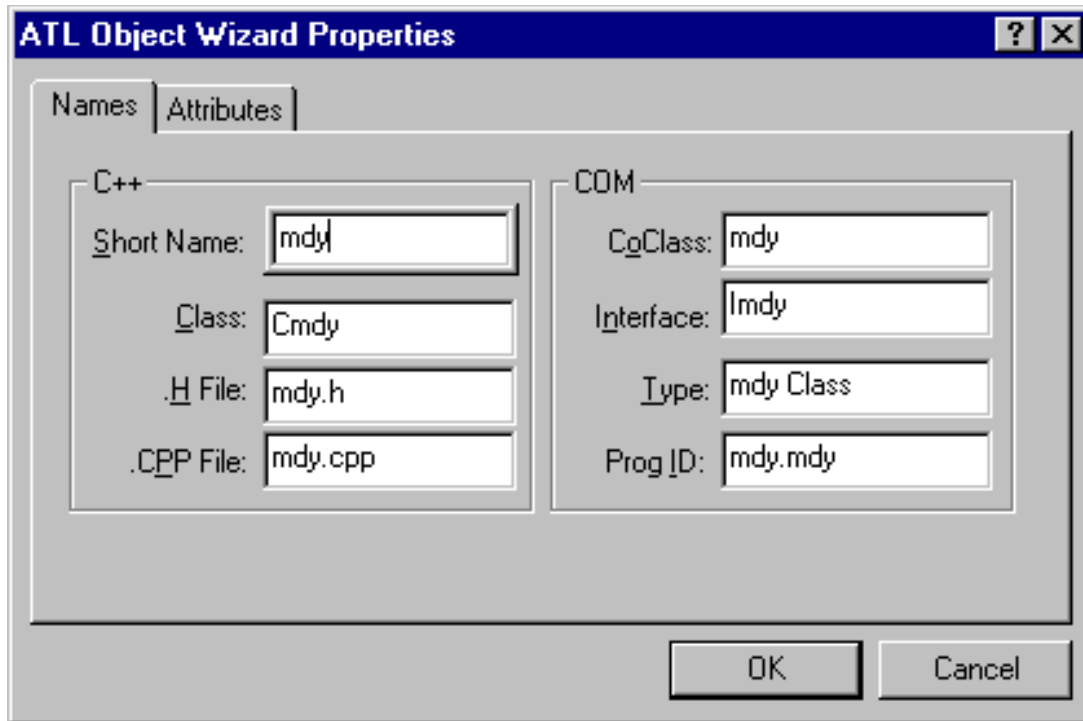 ATL Object Wizard Properties ? X
Names Attributes
C++
Short Name: mdy
Class: Cmdy
.H File: mdy.h
.CPP File: mdy.cpp
COM
CoClass: mdy
Interface: Imdy
Type: mdy Class
Prog ID: mdy.mdy
OK Cancel